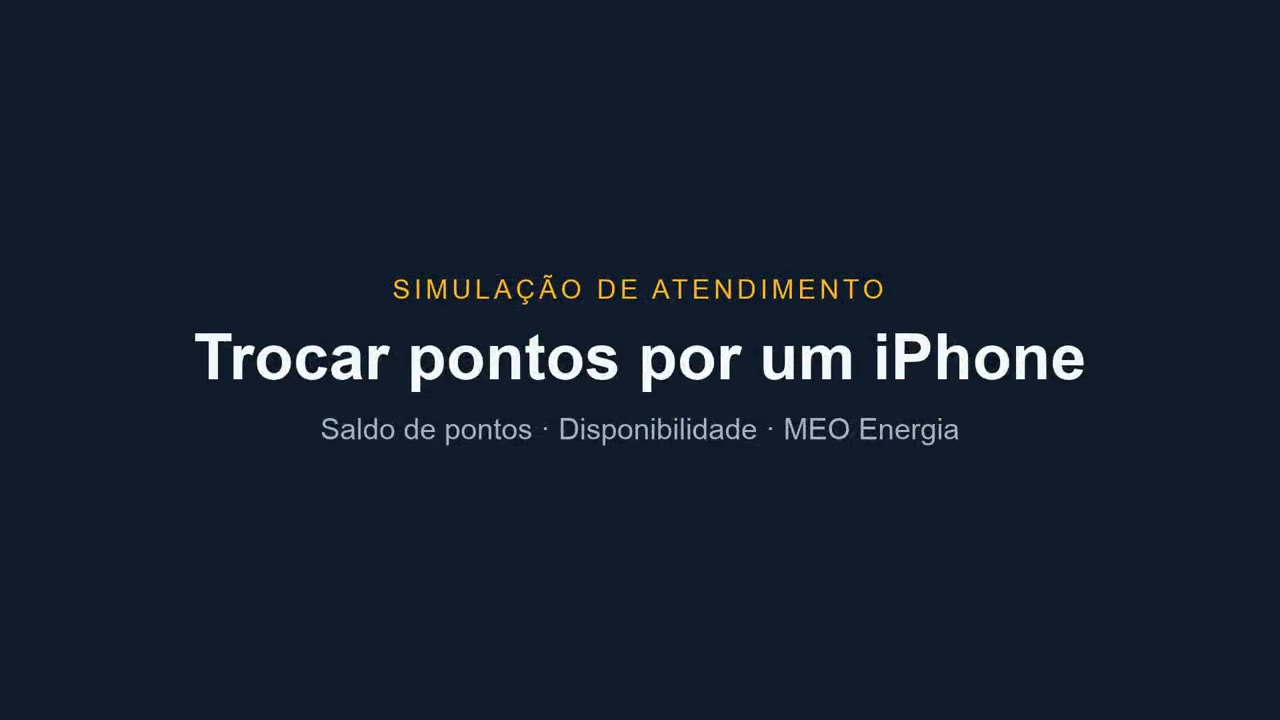 SIMULAÇÃO DE ATENDIMENTO
Trocar pontos por um iPhone
Saldo de pontos · Disponibilidade · MEO Energia